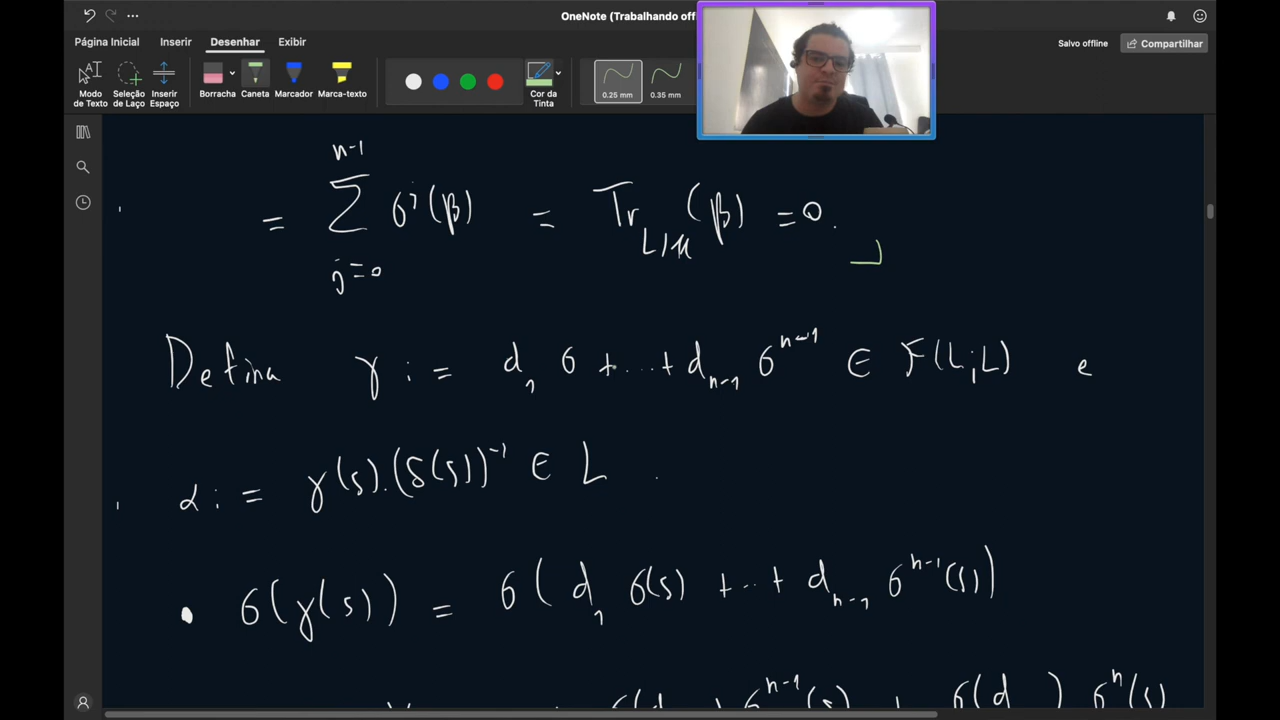 OneNote (Trabalhando off
Página Inicial Inserir Desenhar Exibir
Salvo offline Compartilhar
Modo de Texto
Seleção de Laço
Inserir Espaço
Borracha Caneta Marcador Marca-texto
Cor da Tinta
0.25 mm 0.35 mm
= \sum_{j=0}^{n-1} σ^j(β) = Tr_{L/K}(β) = 0.
Defina γ := d_1 σ + ... + d_{n-1} σ^{n-1} ∈ F(L;L) e
α := γ(s).(δ(s))^{-1} ∈ L
• σ(γ(s)) = σ(d_1 σ(s) + ... + d_{n-1} σ^{n-1}(s))